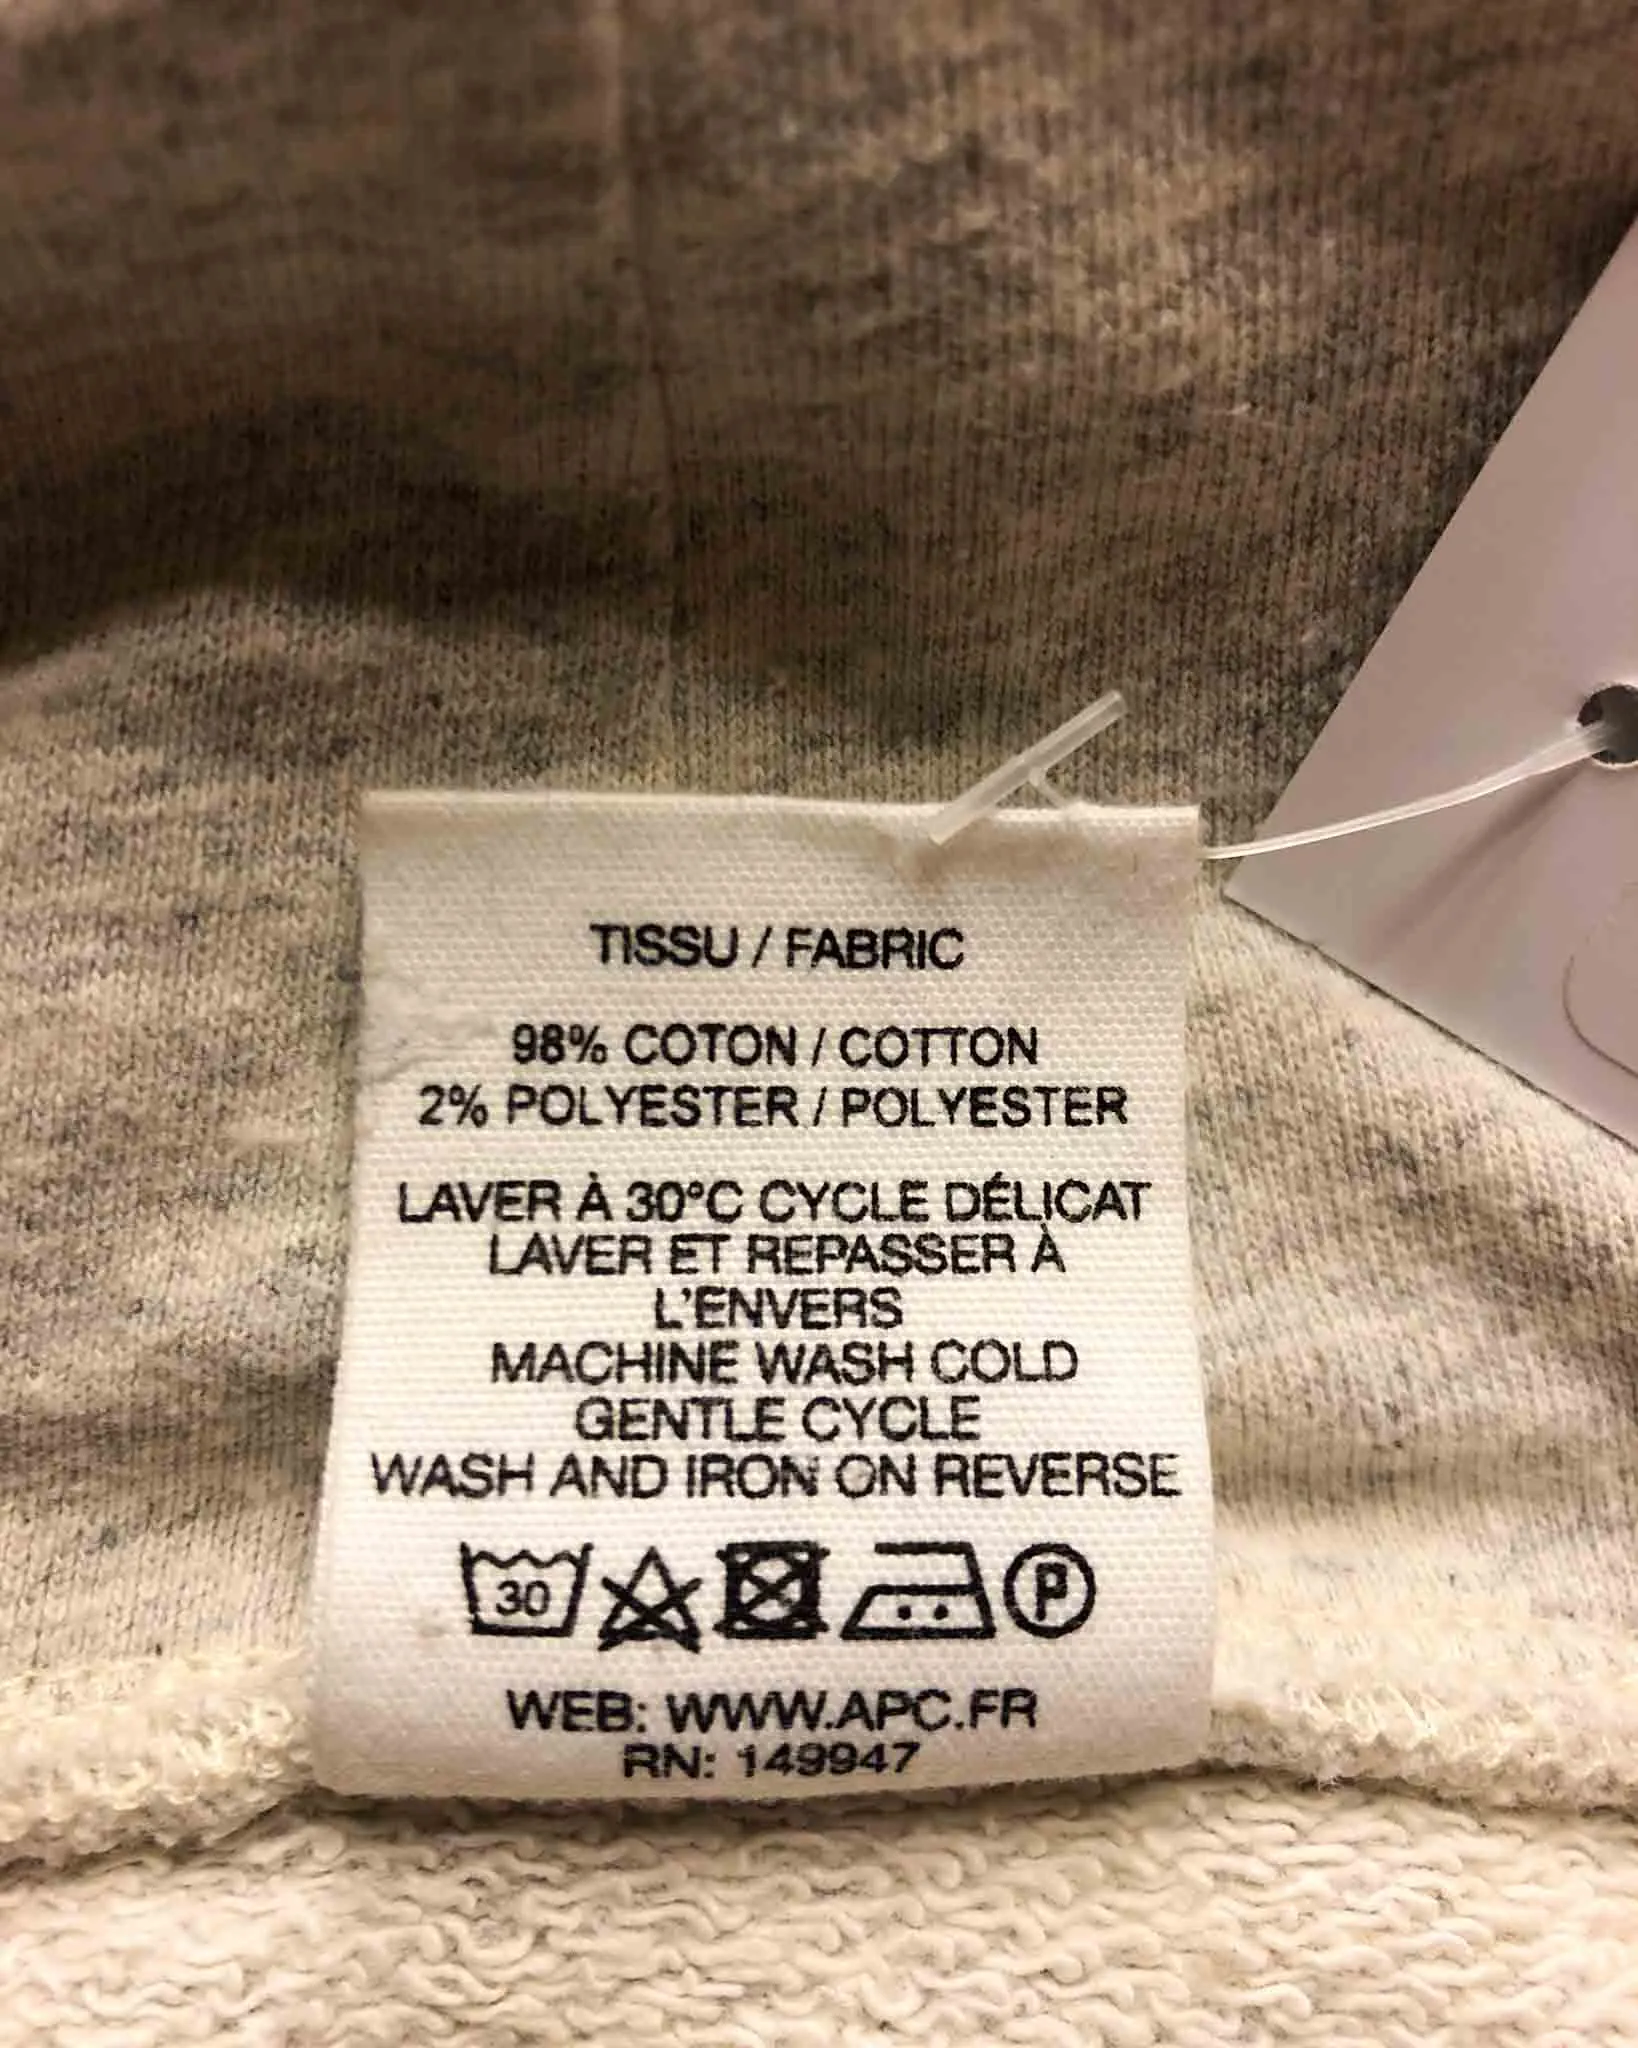 TISSU / FABRIC
98% COTON / COTTON
2% POLYESTER / POLYESTER
LAVER À 30°C CYCLE DÉLICAT
LAVER ET REPASSER À
L'ENVERS
MACHINE WASH COLD
GENTLE CYCLE
WASH AND IRON ON REVERSE
30 P
WEB: WWW.APC.FR
RN: 149947